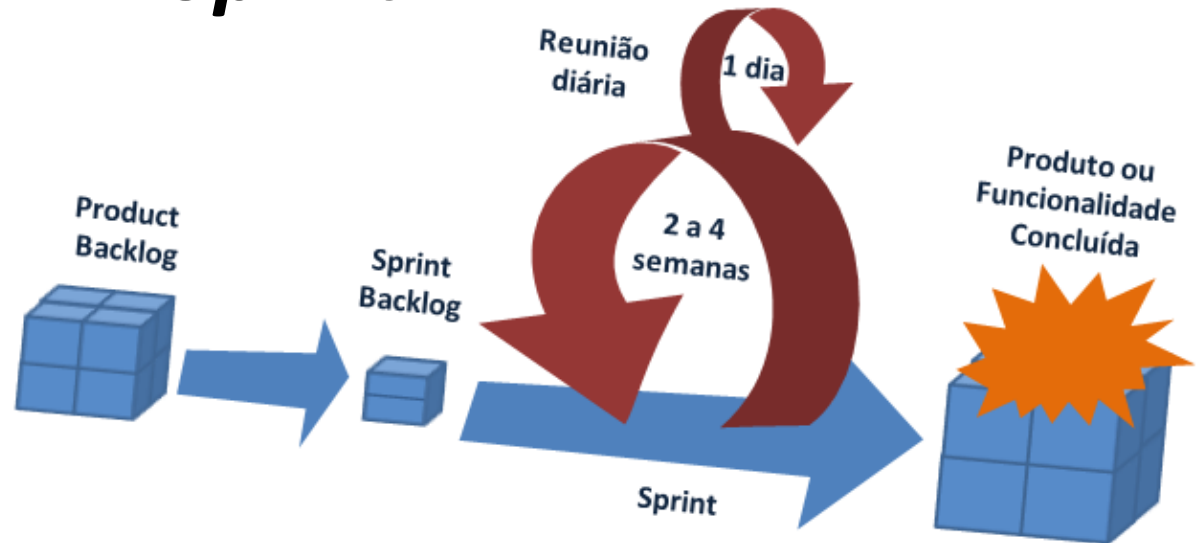 Reunião
diária
1 dia
Product
Backlog
Sprint
Backlog
2 a 4
semanas
Produto ou
Funcionalidade
Concluída
Sprint